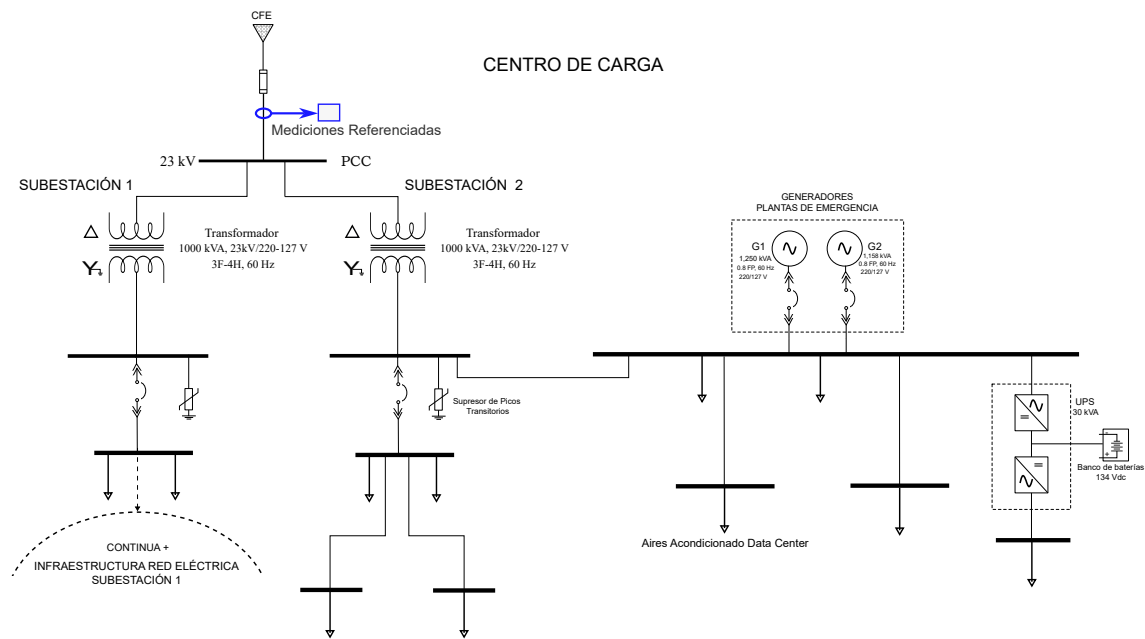 CFE
CENTRO DE CARGA
Mediciones Referenciadas
23 kV
PCC
SUBESTACIÓN 1
SUBESTACIÓN 2
Transformador
1000 kVA, 23kV/220-127 V
3F-4H, 60 Hz
Transformador
1000 kVA, 23kV/220-127 V
3F-4H, 60 Hz
GENERADORES
PLANTAS DE EMERGENCIA
G1
1,250 kVA
0.8 FP, 60 Hz
220/127 V
G2
1,158 kVA
0.8 FP, 60 Hz
220/127 V
Supresor de Picos
Transitorios
UPS
30 kVA
Banco de baterías
134 Vdc
Aires Acondicionado Data Center
CONTINUA +
INFRAESTRUCTURA RED ELÉCTRICA
SUBESTACIÓN 1